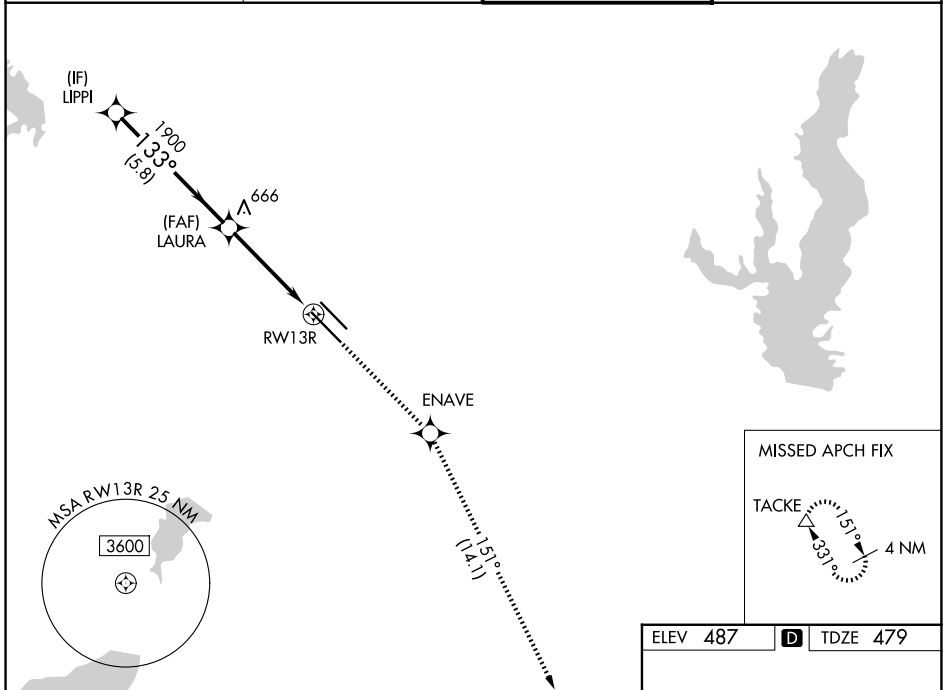 (IF)
LIPPI
1900
133°
(5.8)
666
(FAF)
LAURA
RW13R
ENAVE
MISSED APCH FIX
TACKE
151°
4 NM
331°
MSA RW13R 25 NM
3600
151°
(14.1)
ELEV 487 D TDZE 479